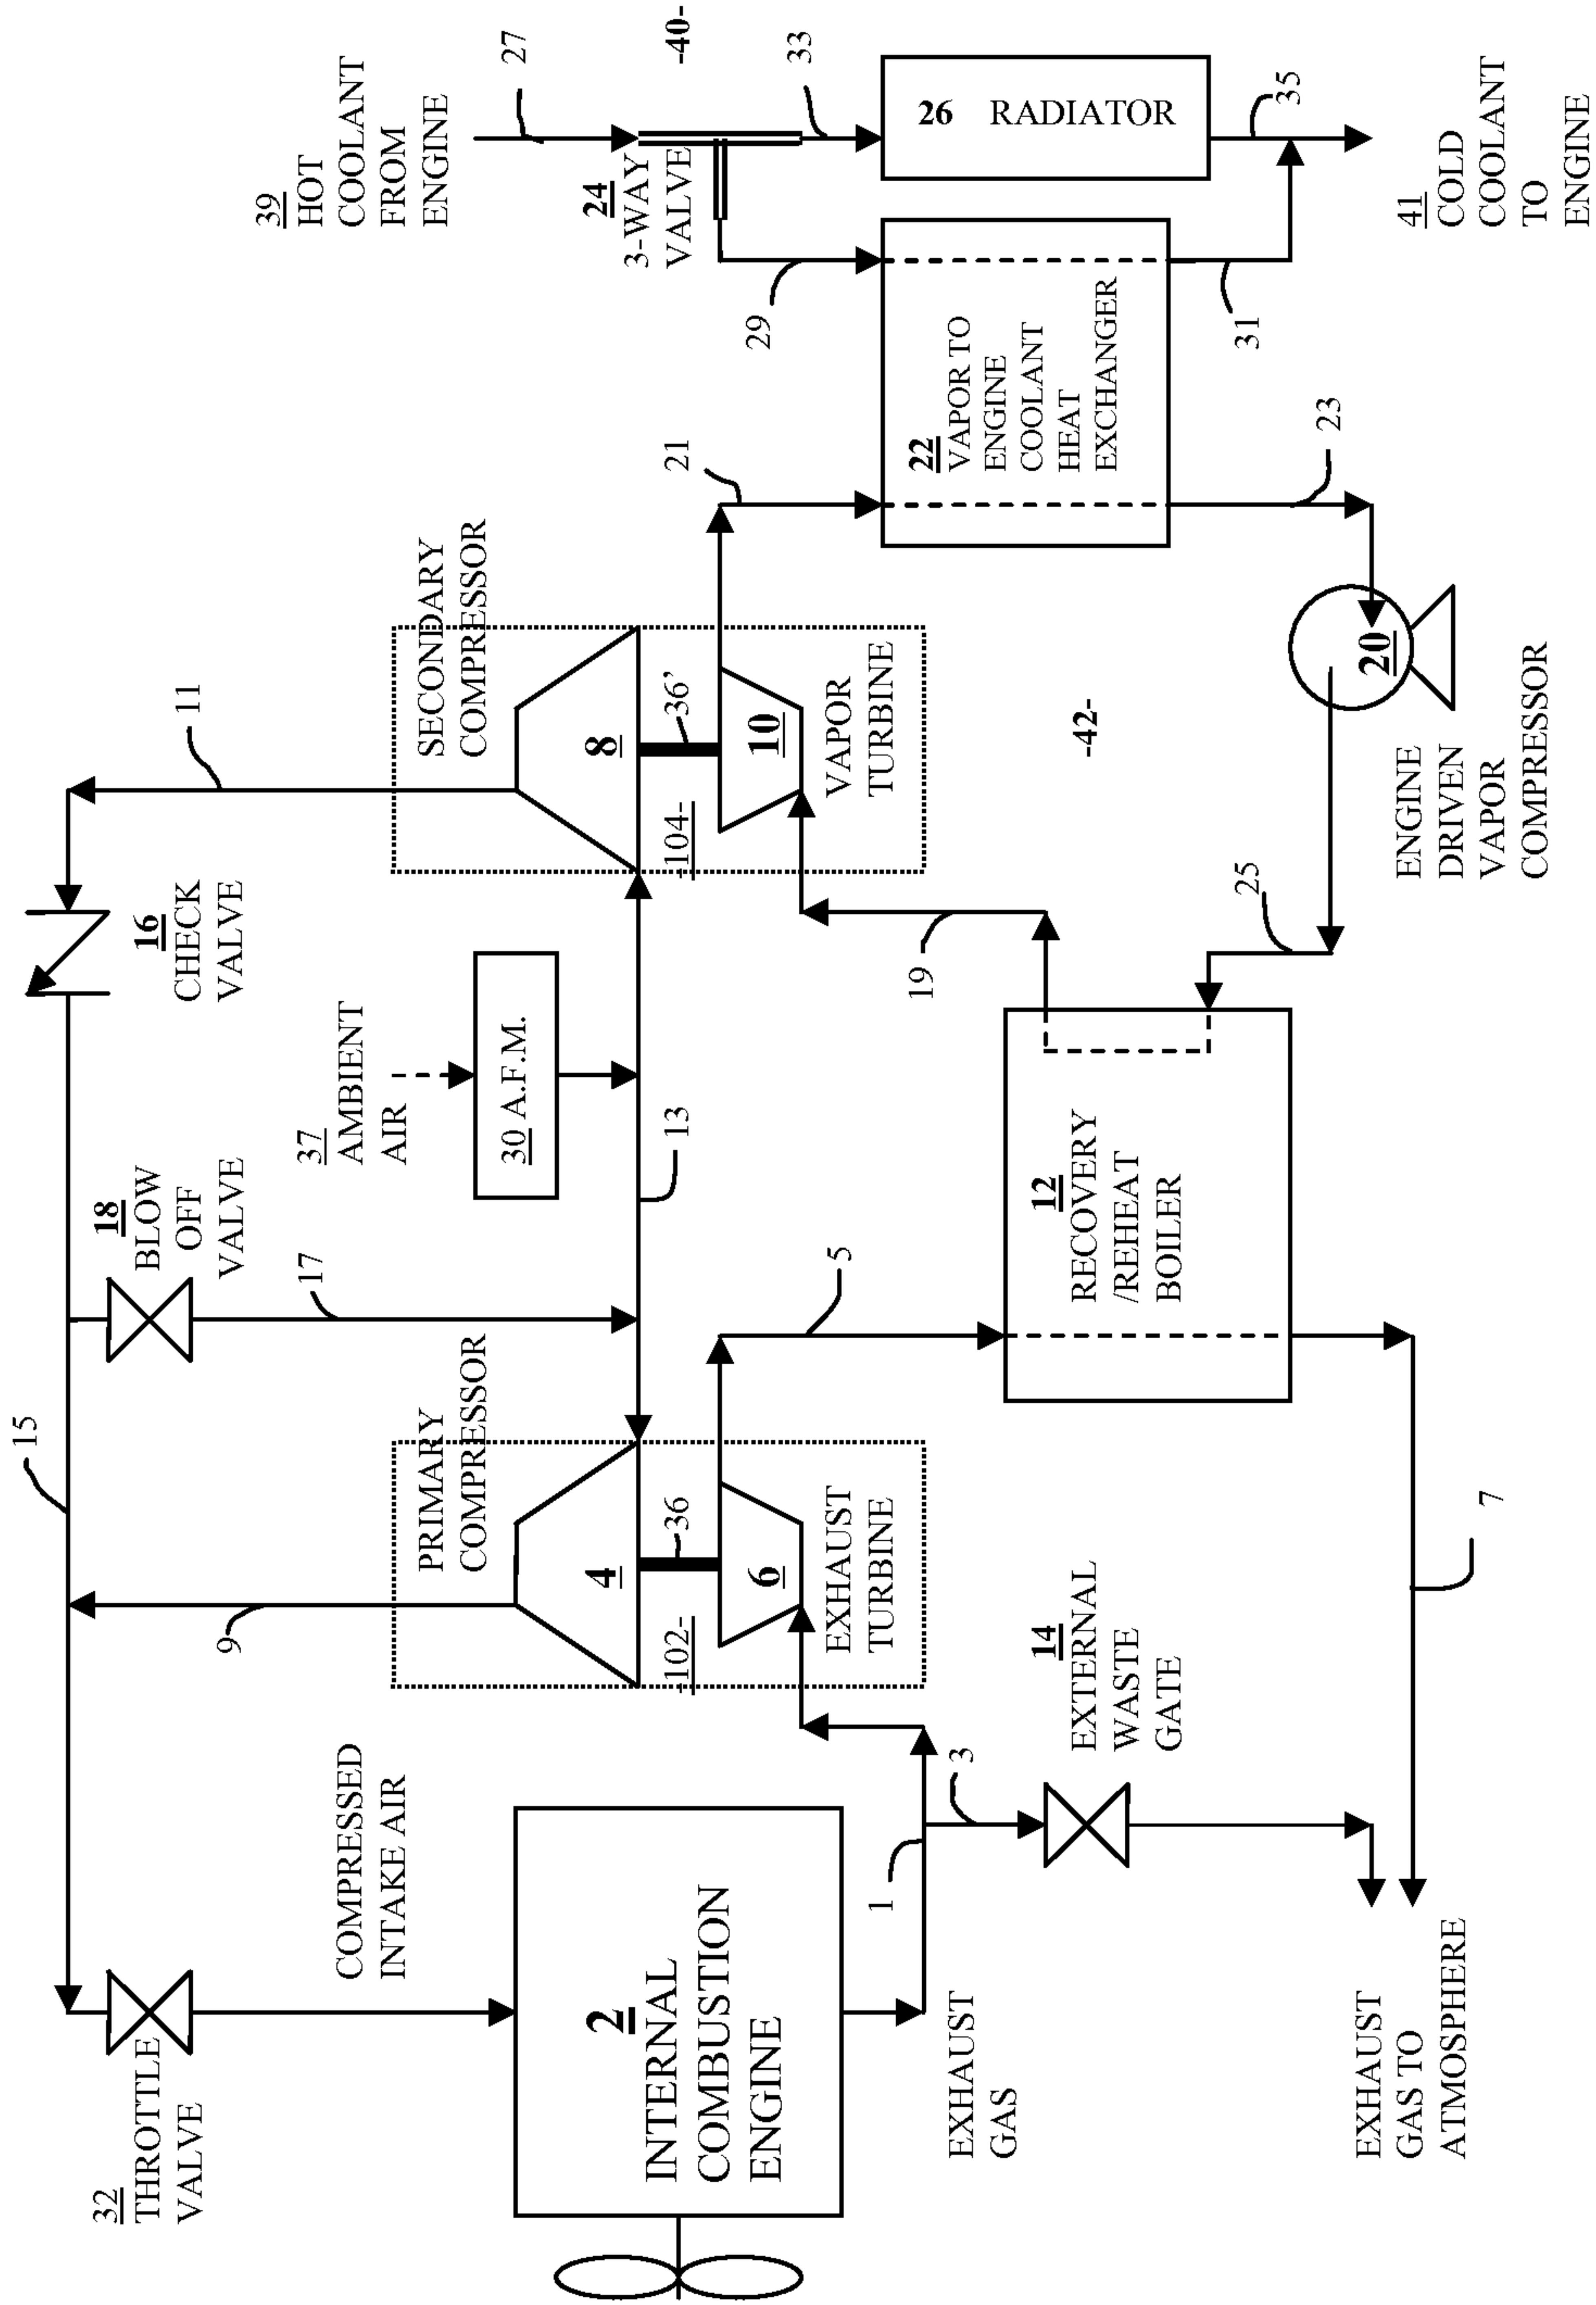 32
THROTTLE
VALVE
15
18
BLOW
OFF
VALVE
16
CHECK
VALVE
11
39
HOT
COOLANT
FROM
ENGINE
27
-40-
COMPRESSED
INTAKE AIR
9
17
37
AMBIENT
AIR
30 A.F.M.
13
PRIMARY
COMPRESSOR
4
36
-102-
6
EXHAUST
TURBINE
SECONDARY
COMPRESSOR
8
36’
-104-
10
VAPOR
TURBINE
24
3-WAY
VALVE
33
29
21
26 RADIATOR
2
INTERNAL
COMBUSTION
ENGINE
1
3
5
19
EXHAUST
GAS
14
EXTERNAL
WASTE
GATE
12
RECOVERY
/REHEAT
BOILER
25
-42-
22
VAPOR TO
ENGINE
COOLANT
HEAT
EXCHANGER
31
35
23
20
ENGINE
DRIVEN
VAPOR
COMPRESSOR
EXHAUST
GAS TO
ATMOSPHERE
7
41
COLD
COOLANT
TO
ENGINE